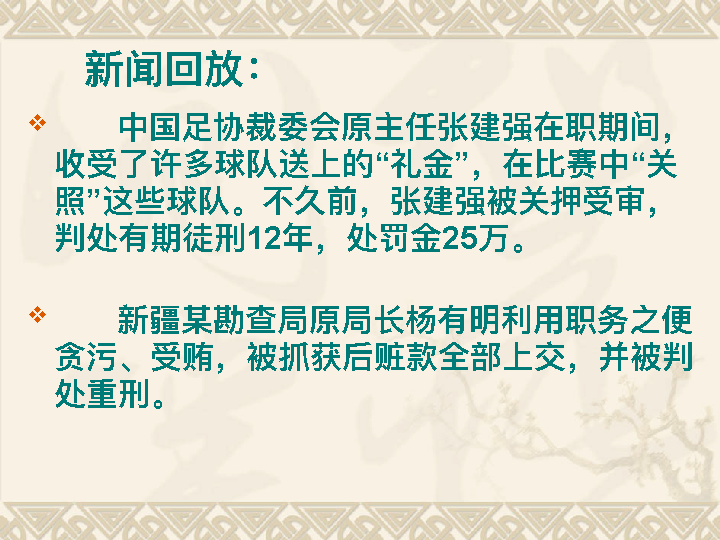 新闻回放：
中国足协裁委会原主任张建强在职期间，
收受了许多球队送上的“礼金”，在比赛中“关
照”这些球队。不久前，张建强被关押受审，
判处有期徒刑12年，处罚金25万。
新疆某勘查局原局长杨有明利用职务之便
贪污、受贿，被抓获后赃款全部上交，并被判
处重刑。